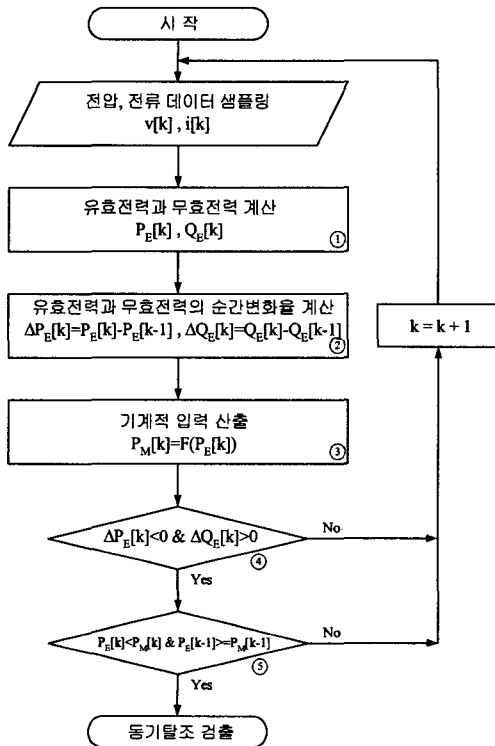 시 작
전압, 전류 데이터 샘플링
v[k] , i[k]
유효전력과 무효전력 계산
P_E[k] , Q_E[k]
①
유효전력과 무효전력의 순간변화율 계산
ΔP_E[k]=P_E[k]-P_E[k-1] , ΔQ_E[k]=Q_E[k]-Q_E[k-1]
②
k = k + 1
기계적 입력 산출
P_M[k]=F(P_E[k])
③
ΔP_E[k]<0 & ΔQ_E[k]>0
No
④
Yes
P_E[k]<P_M[k] & P_E[k-1]>=P_M[k-1]
No
⑤
Yes
동기탈조 검출